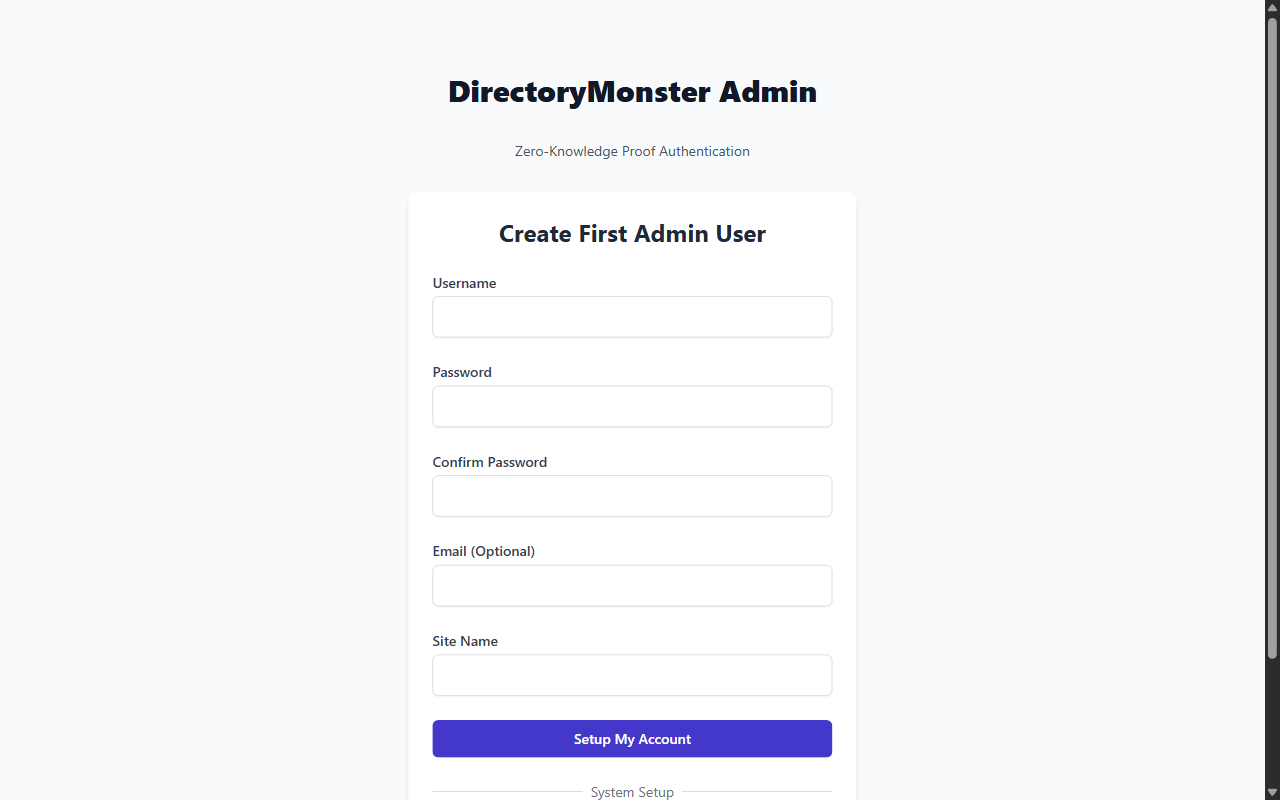 DirectoryMonster Admin
Zero-Knowledge Proof Authentication
Create First Admin User
Username
Password
Confirm Password
Email (Optional)
Site Name
Setup My Account
System Setup